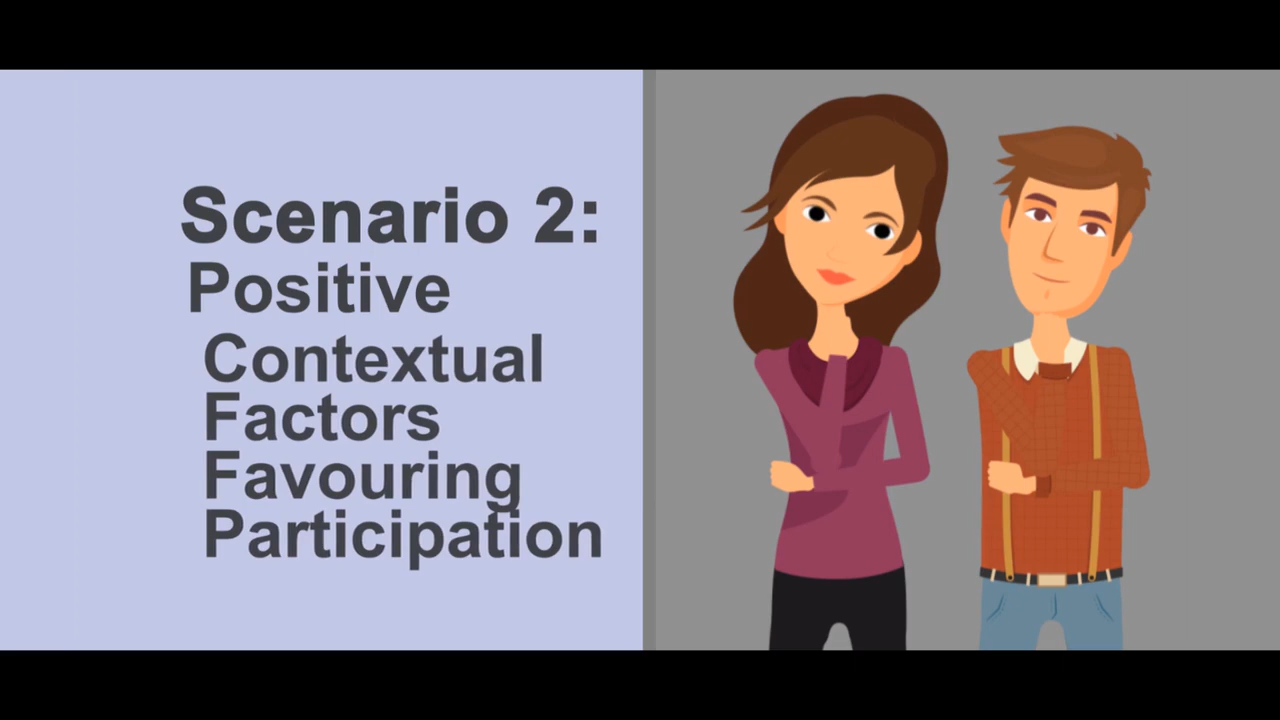 Scenario 2:
Positive
Contextual
Factors
Favouring
Participation